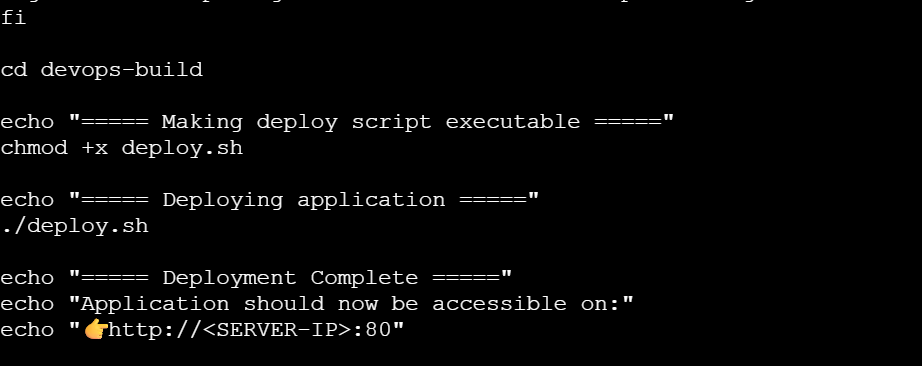 fi
cd devops-build
echo "===== Making deploy script executable ====="
chmod +x deploy.sh
echo "===== Deploying application ====="
./deploy.sh
echo "===== Deployment Complete ====="
echo "Application should now be accessible on:"
echo "👉http://<SERVER-IP>:80"